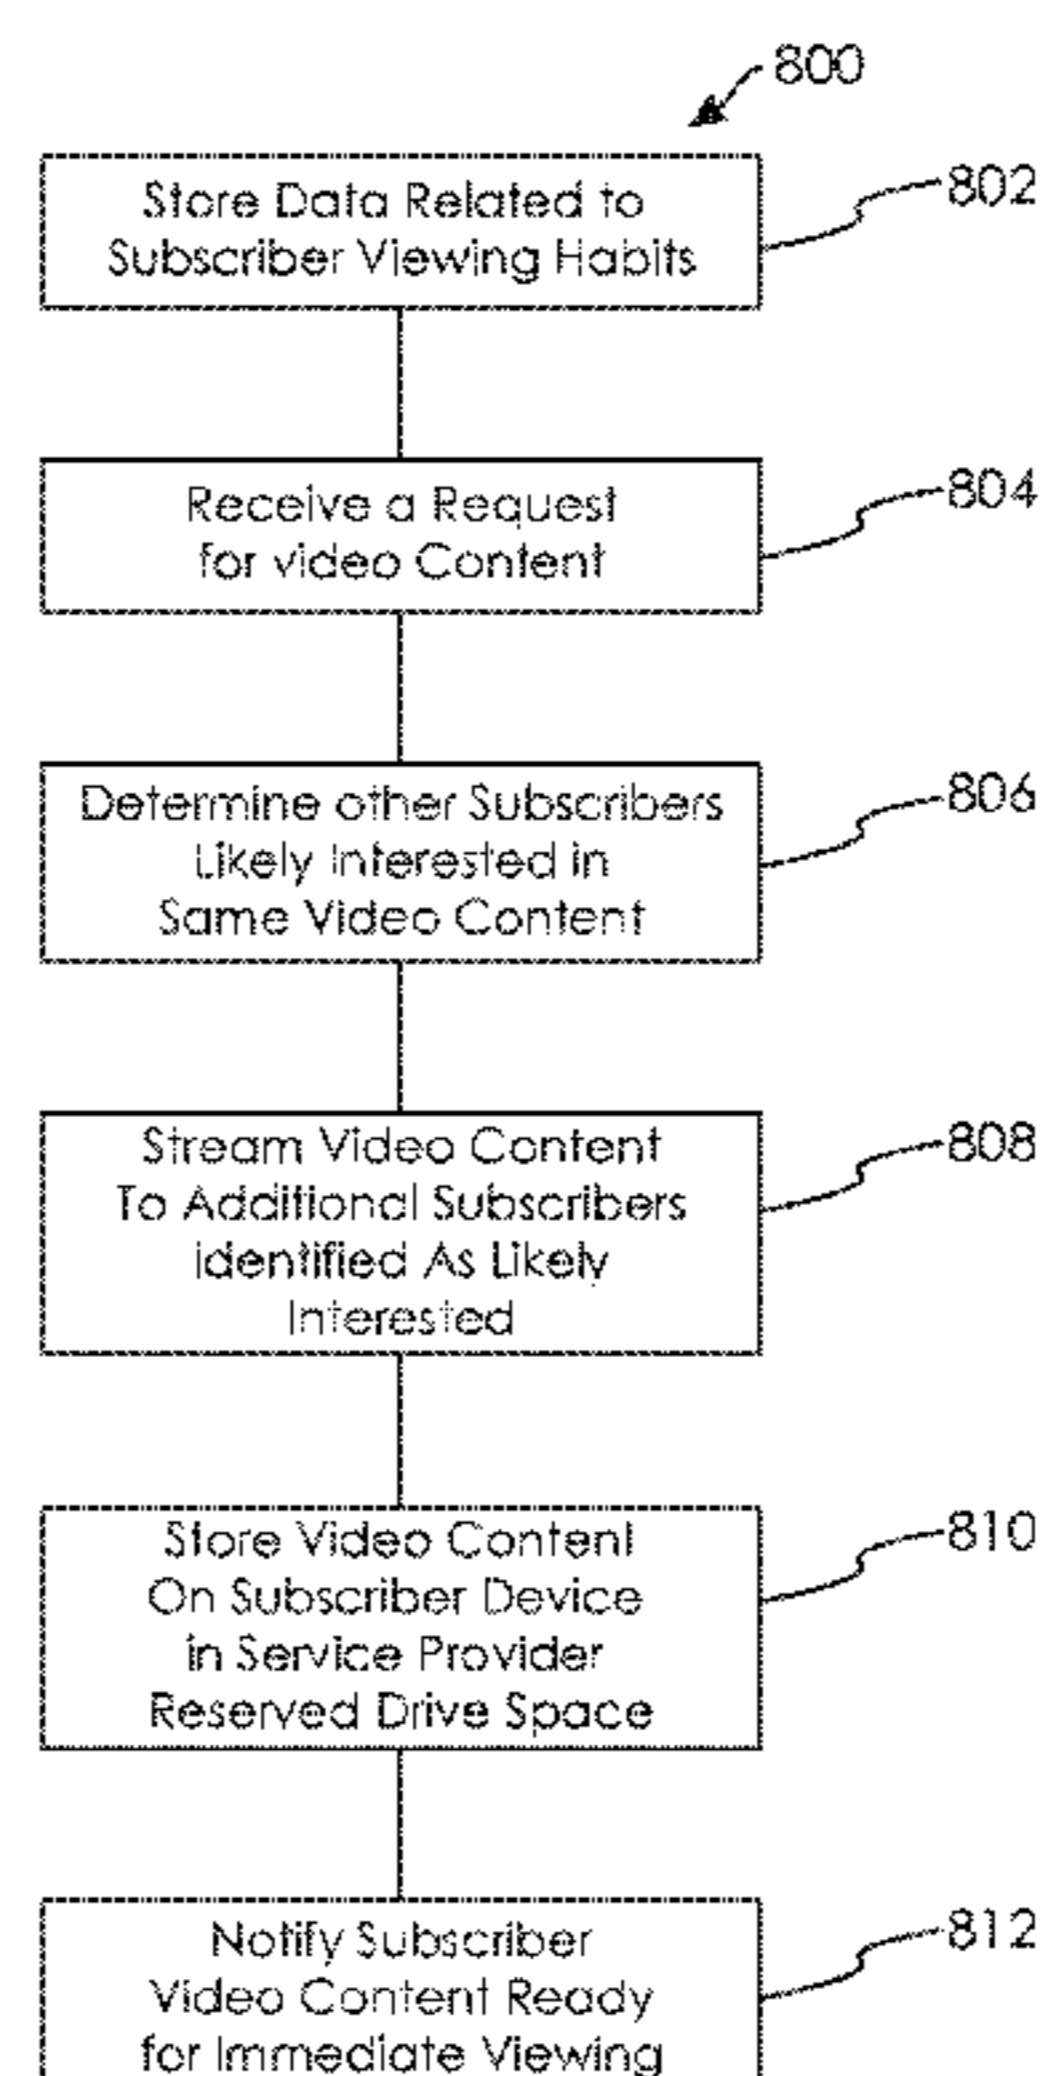 800
Store Data Related to
Subscriber Viewing Habits
802
Receive a Request
for video Content
804
Determine other Subscribers
Likely Interested in
Same Video Content
806
Stream Video Content
To Additional Subscribers
Identified As Likely
Interested
808
Store Video Content
On Subscriber Device
in Service Provider
Reserved Drive Space
810
Notify Subscriber
Video Content Ready
for Immediate Viewing
812